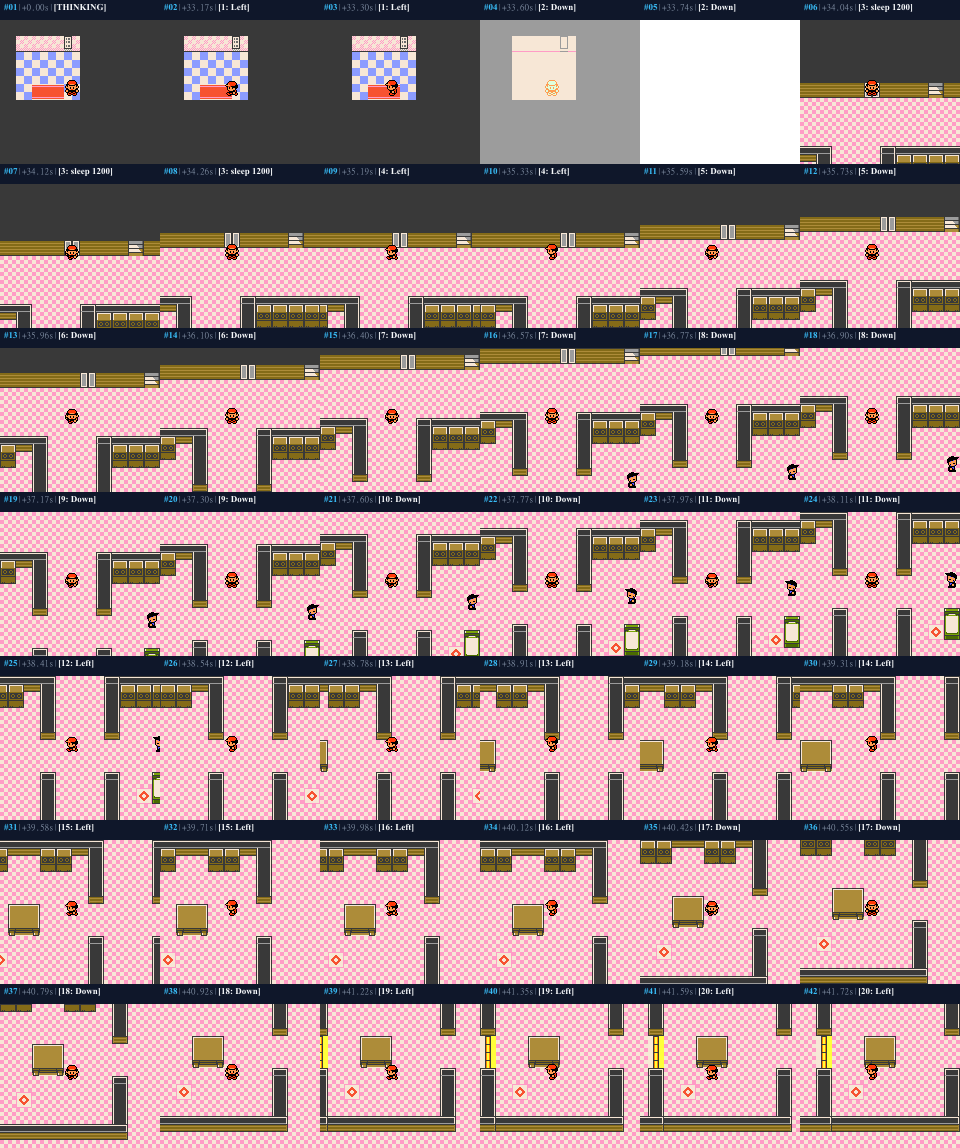 #01|+0.00s|[THINKING] #02|+33.17s|[1: Left] #03|+33.30s|[1: Left] #04|+33.60s|[2: Down] #05|+33.74s|[2: Down] #06|+34.04s|[3: sleep 1200]
#07|+34.12s|[3: sleep 1200] #08|+34.26s|[3: sleep 1200] #09|+35.19s|[4: Left] #10|+35.33s|[4: Left] #11|+35.59s|[5: Down] #12|+35.73s|[5: Down]
#13|+35.96s|[6: Down] #14|+36.10s|[6: Down] #15|+36.40s|[7: Down] #16|+36.57s|[7: Down] #17|+36.76s|[8: Down] #18|+36.90s|[8: Down]
#19|+37.17s|[9: Down] #20|+37.30s|[9: Down] #21|+37.60s|[10: Down] #22|+37.77s|[10: Down] #23|+37.97s|[11: Down] #24|+38.11s|[11: Down]
#25|+38.41s|[12: Left] #26|+38.54s|[12: Left] #27|+38.78s|[13: Left] #28|+38.91s|[13: Left] #29|+39.18s|[14: Left] #30|+39.31s|[14: Left]
#31|+39.58s|[15: Left] #32|+39.71s|[15: Left] #33|+39.98s|[16: Left] #34|+40.12s|[16: Left] #35|+40.42s|[17: Down] #36|+40.55s|[17: Down]
#37|+40.79s|[18: Down] #38|+40.92s|[18: Down] #39|+41.22s|[19: Left] #40|+41.35s|[19: Left] #41|+41.59s|[20: Left] #42|+41.72s|[20: Left]